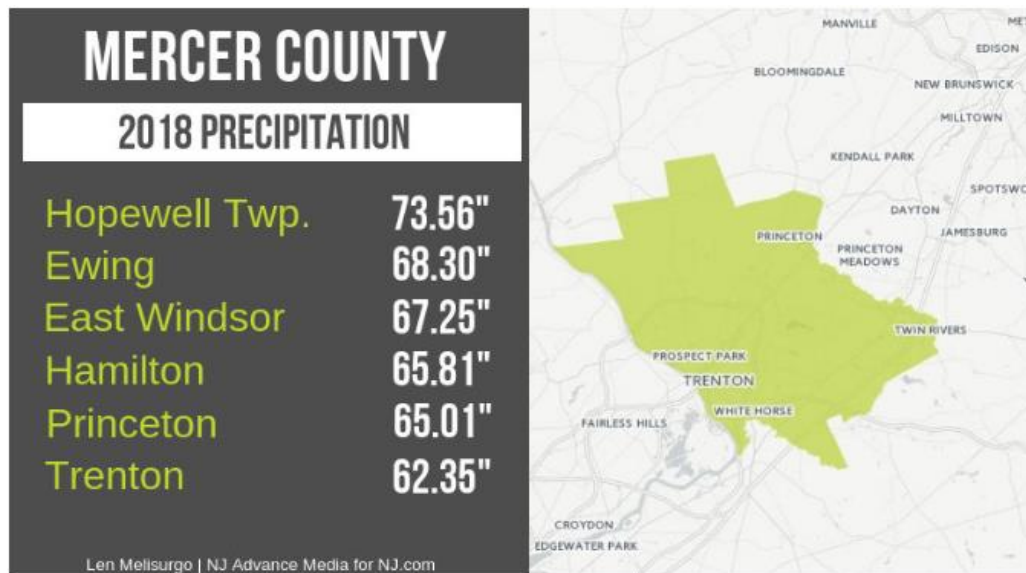 MERCER COUNTY
2018 PRECIPITATION
Hopewell Twp. 73.56"
Ewing 68.30"
East Windsor 67.25"
Hamilton 65.81"
Princeton 65.01"
Trenton 62.35"
Len Melisurgo | NJ Advance Media for NJ.com
MANVILLE
EDISON
BLOOMINGDALE
NEW BRUNSWICK
MILLTOWN
KENDALL PARK
DAYTON
JAMESBURG
PRINCETON
PRINCETON
MEADOWS
TWIN RIVERS
PROSPECT PARK
TRENTON
WHITE HORSE
FAIRLESS HILLS
CROYDON
EDGEWATER PARK